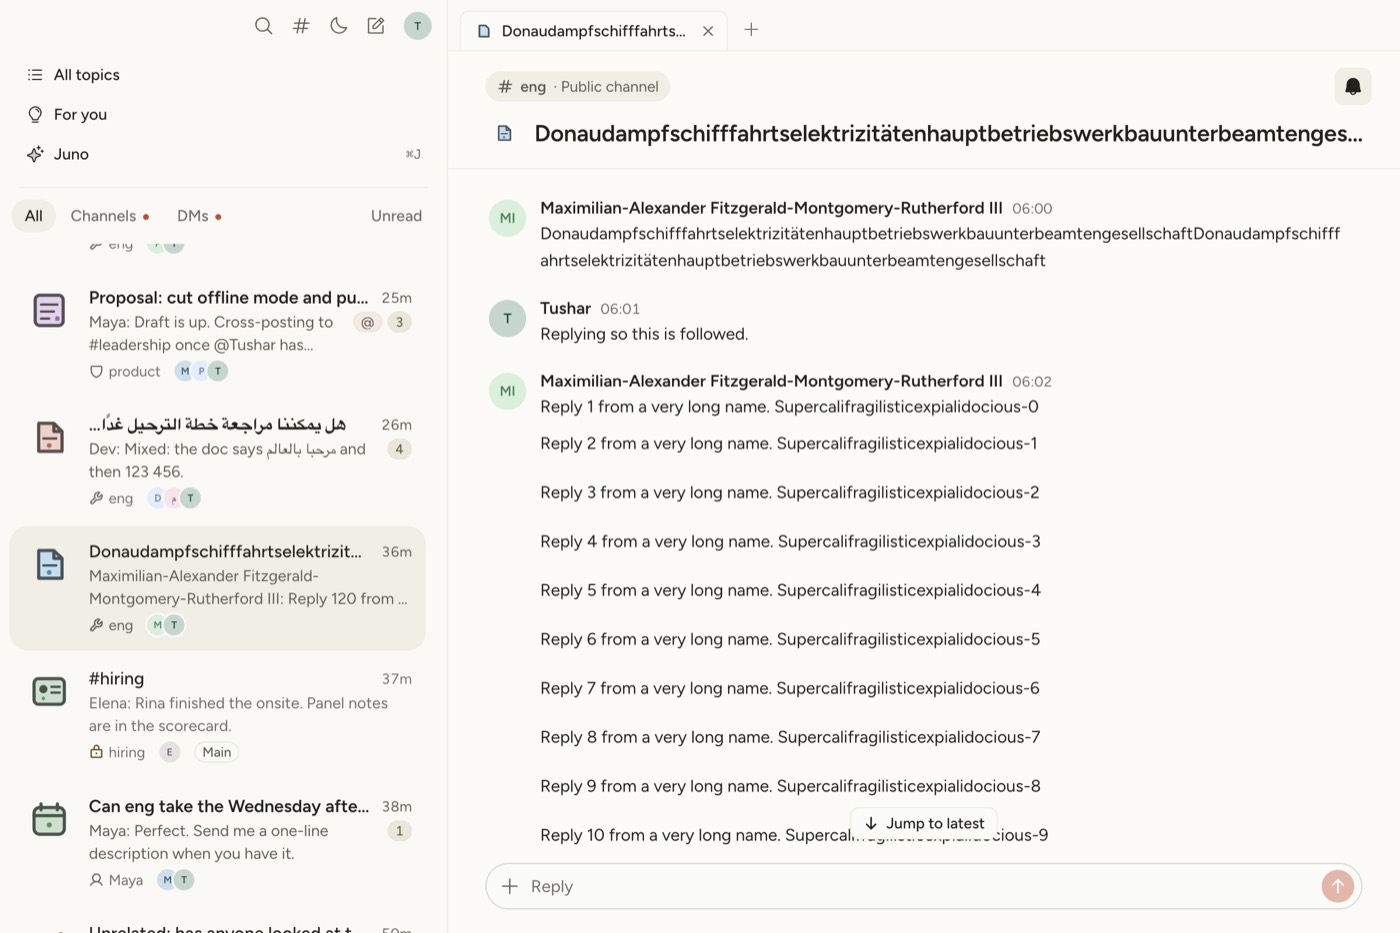 T
All topics
For you
Juno ⌘J
All Channels DMs Unread
eng
Proposal: cut offline mode and pu... 25m
Maya: Draft is up. Cross-posting to @ 3
#leadership once @Tushar has...
product M P T
هل يمكننا مراجعة خطة الترحيل غدًا... 26m
Dev: Mixed: the doc says مرحبا بالعالم and 4
then 123 456.
eng D م T
Donaudampfschifffahrtselektrizit... 36m
Maximilian-Alexander Fitzgerald-
Montgomery-Rutherford III: Reply 120 from ...
eng M T
#hiring 37m
Elena: Rina finished the onsite. Panel notes
are in the scorecard.
hiring E Main
Can eng take the Wednesday afte... 38m
Maya: Perfect. Send me a one-line 1
description when you have it.
Maya M T
Unrelated: has anyone looked at t... 50m
Donaudampfschifffahrts...
# eng · Public channel
Donaudampfschifffahrtselektrizitätenhauptbetriebswerkbauunterbeamtenges...
MI Maximilian-Alexander Fitzgerald-Montgomery-Rutherford III 06:00
DonaudampfschifffahrtselektrizitätenhauptbetriebswerkbauunterbeamtengesellschaftDonaudampfschifff
ahrtselektrizitätenhauptbetriebswerkbauunterbeamtengesellschaft
T Tushar 06:01
Replying so this is followed.
MI Maximilian-Alexander Fitzgerald-Montgomery-Rutherford III 06:02
Reply 1 from a very long name. Supercalifragilisticexpialidocious-0
Reply 2 from a very long name. Supercalifragilisticexpialidocious-1
Reply 3 from a very long name. Supercalifragilisticexpialidocious-2
Reply 4 from a very long name. Supercalifragilisticexpialidocious-3
Reply 5 from a very long name. Supercalifragilisticexpialidocious-4
Reply 6 from a very long name. Supercalifragilisticexpialidocious-5
Reply 7 from a very long name. Supercalifragilisticexpialidocious-6
Reply 8 from a very long name. Supercalifragilisticexpialidocious-7
Reply 9 from a very long name. Supercalifragilisticexpialidocious-8
Reply 10 from a very long name. Supercalifragilisticexpialidocious-9
Jump to latest
Reply